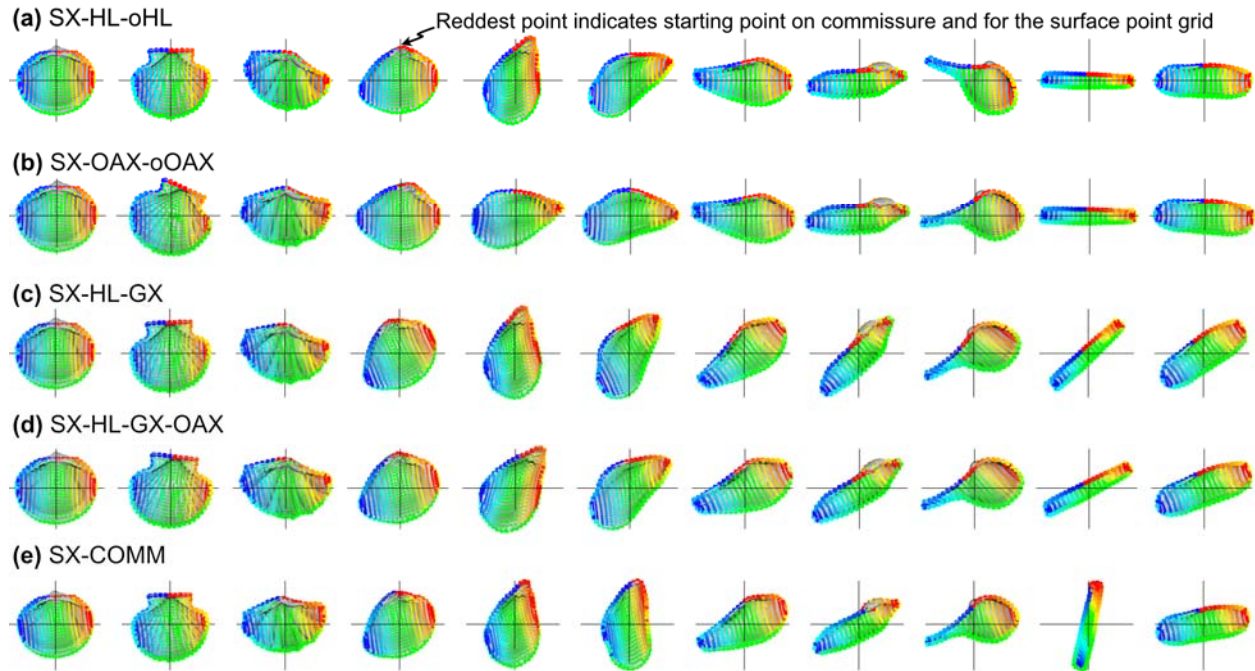 (a) SX-HL-oHL
Reddest point indicates starting point on commissure and for the surface point grid
(b) SX-OAX-oOAX
(c) SX-HL-GX
(d) SX-HL-GX-OAX
(e) SX-COMM